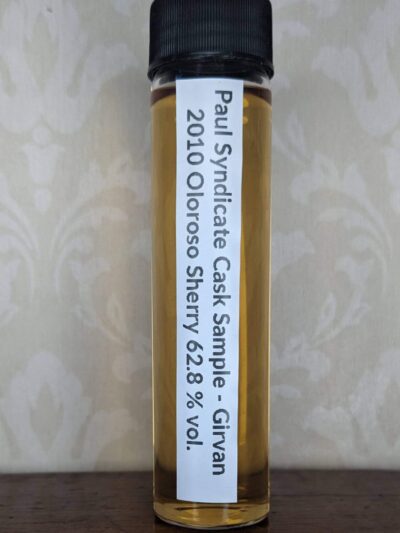 Paul Syndicate Cask Sample - Girvan
2010 Oloroso Sherry 62.8 % vol.